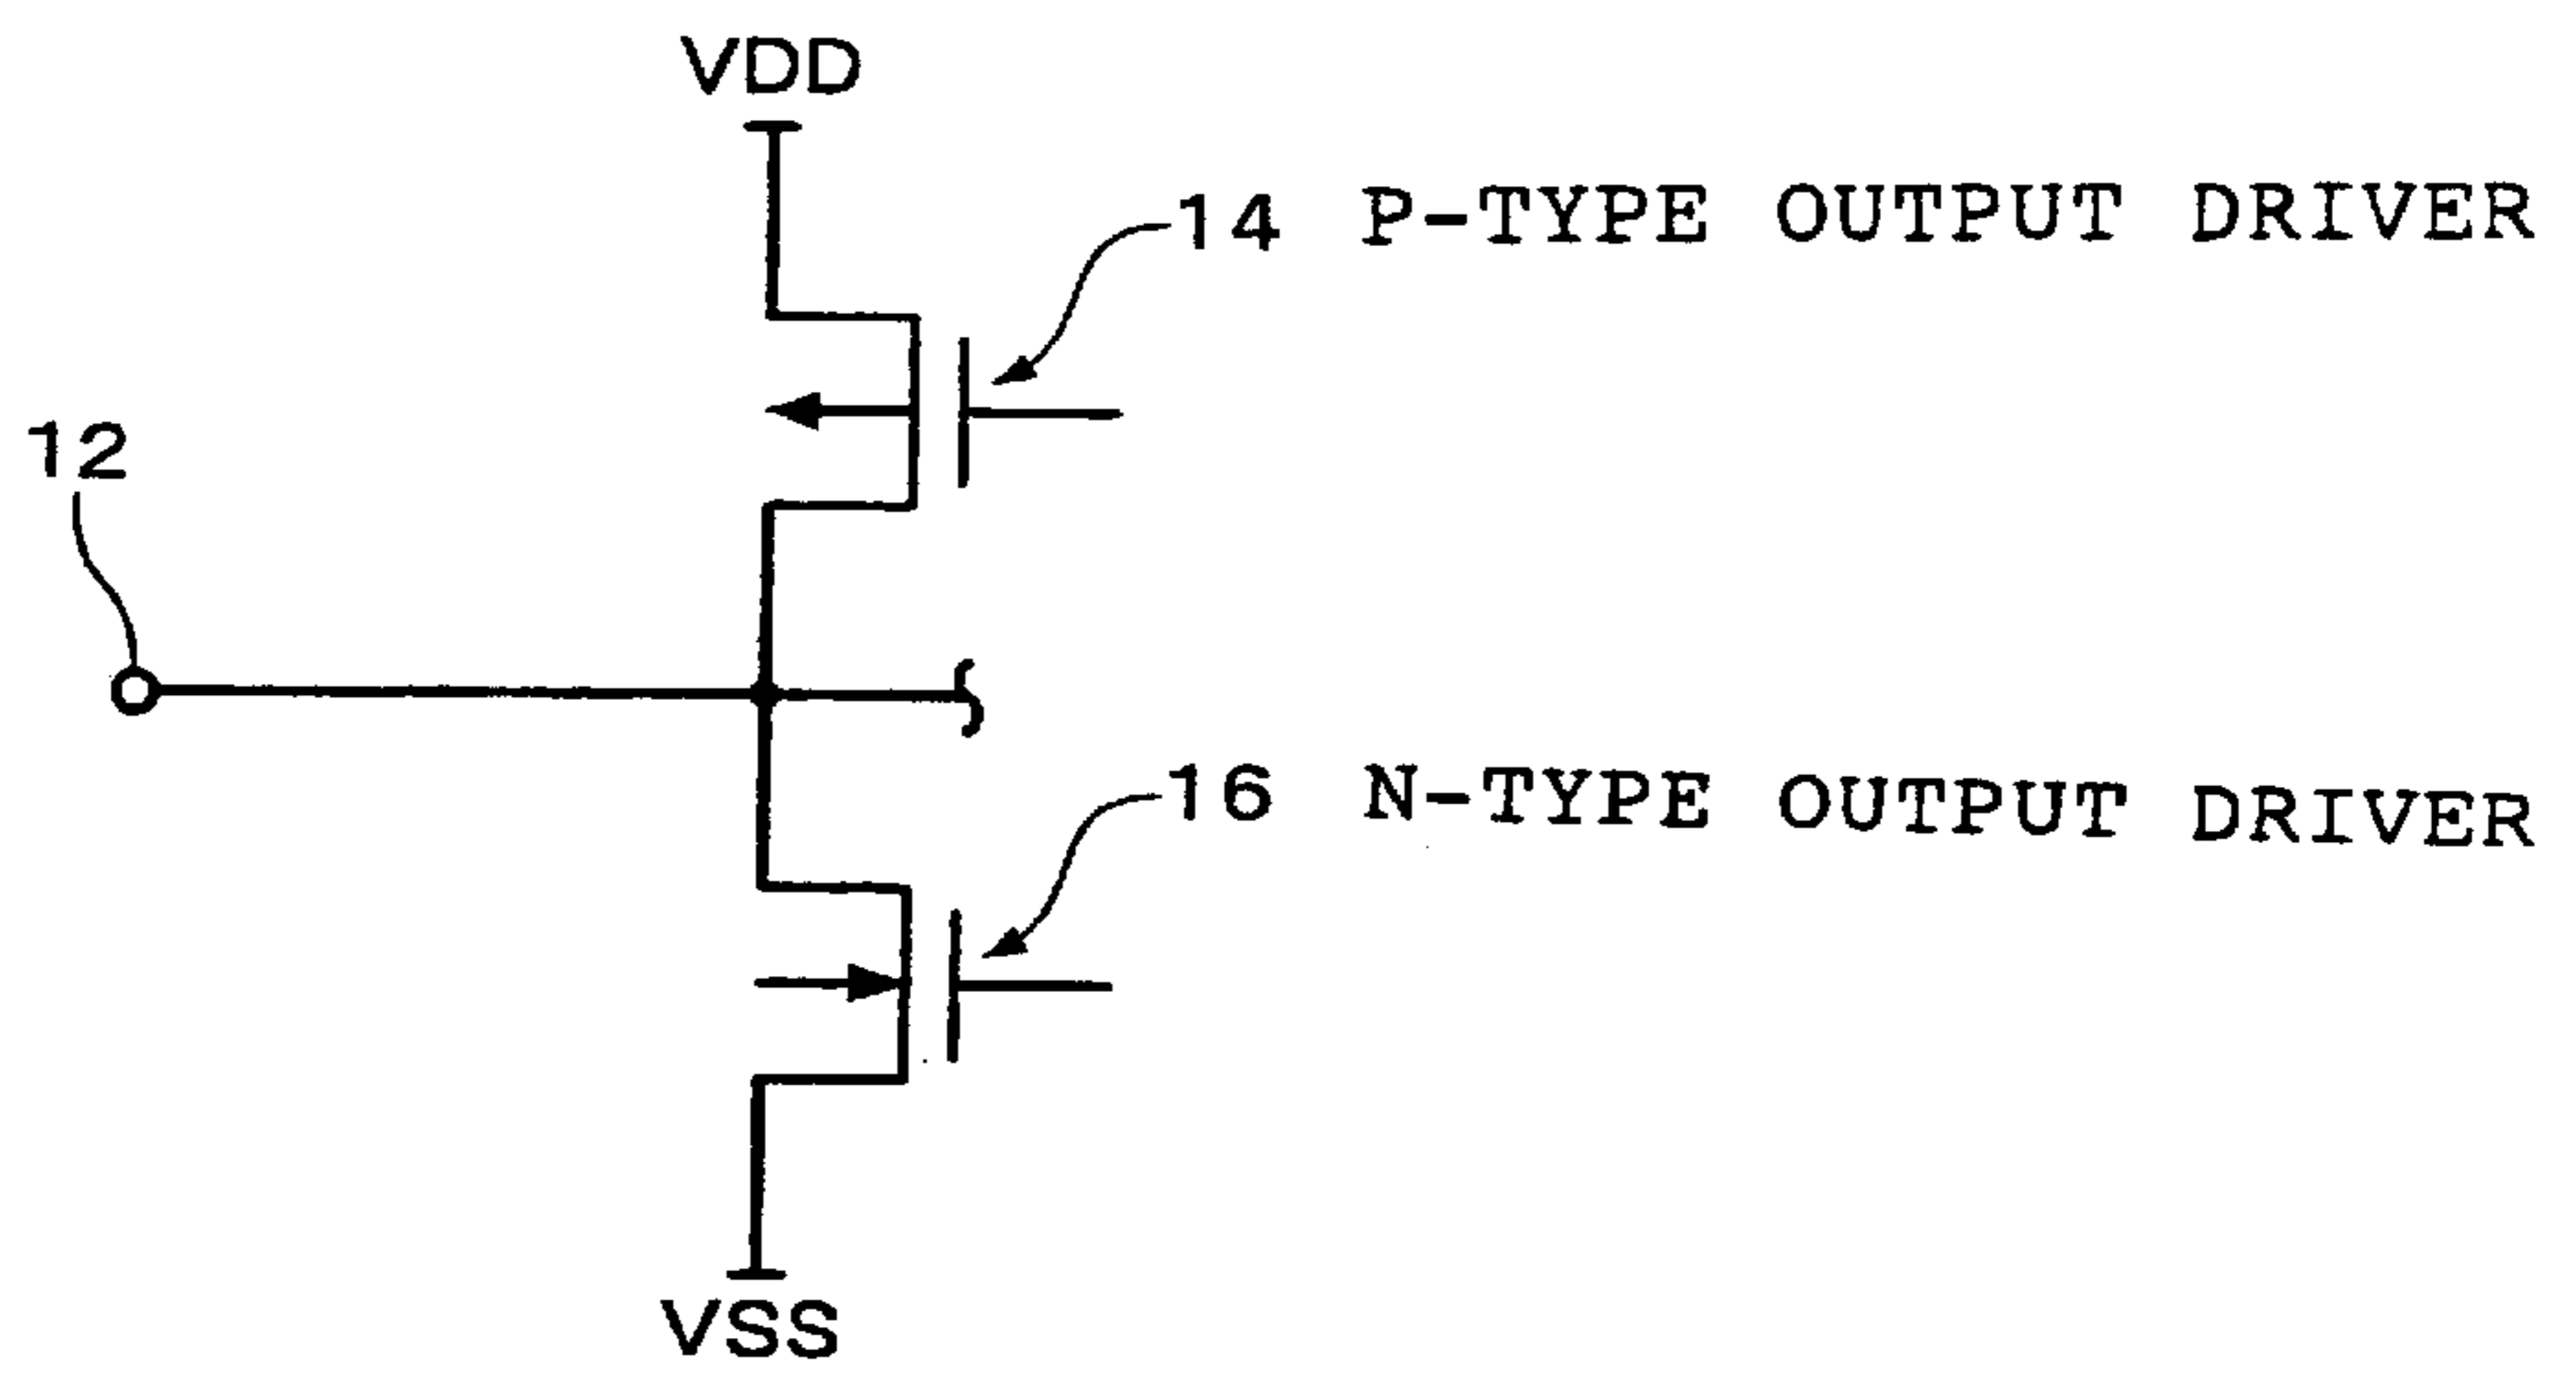 VDD
14 P-TYPE OUTPUT DRIVER
12
16 N-TYPE OUTPUT DRIVER
VSS